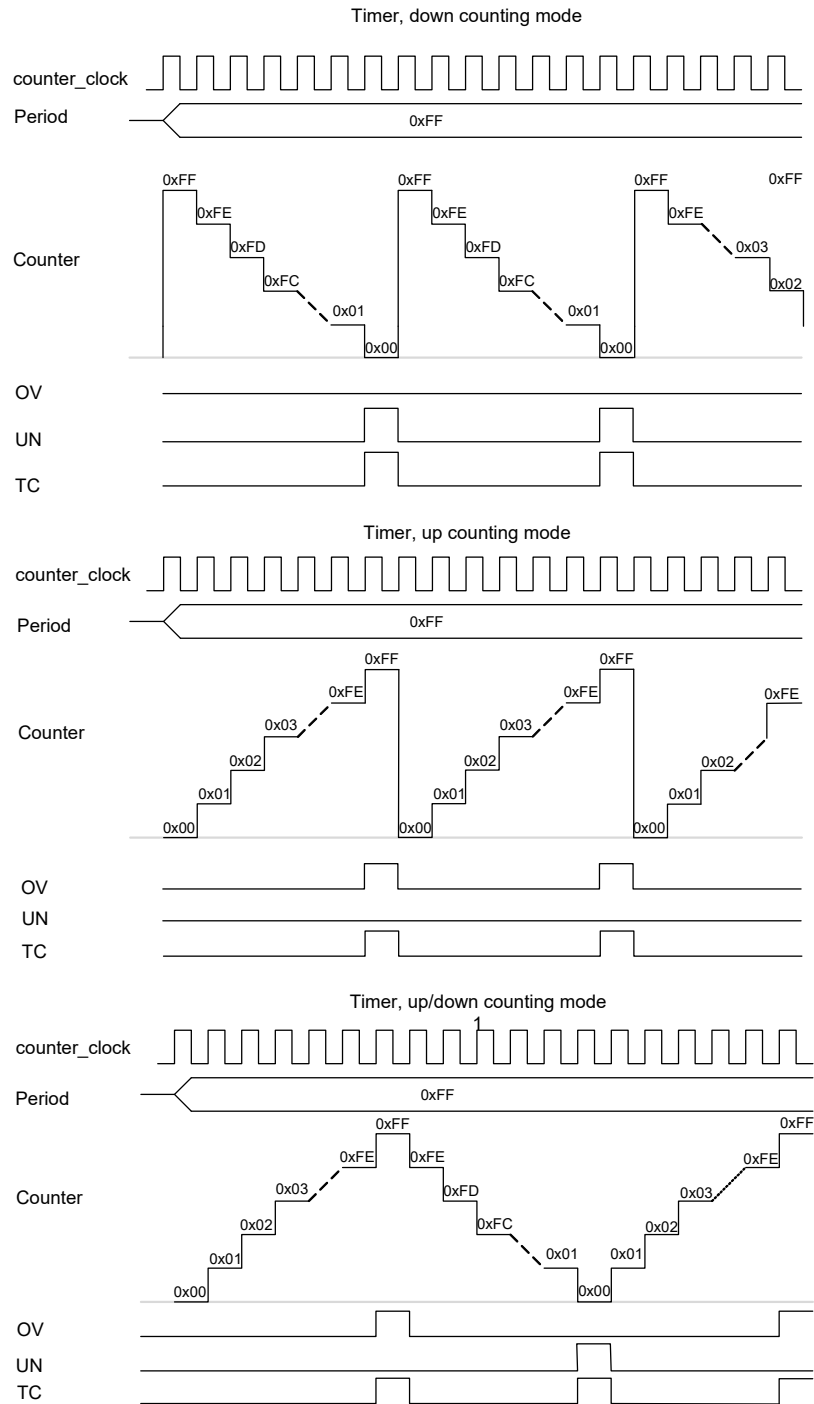 Timer, down counting mode
counter_clock
Period
0xFF
0xFF 0xFF 0xFF 0xFF
0xFE 0xFE 0xFE
0xFD 0xFD 0x03
Counter
0xFC 0xFC 0x02
0x01 0x01
0x00 0x00
OV
UN
TC
Timer, up counting mode
counter_clock
Period
0xFF
0xFF 0xFF
0xFE 0xFE 0xFE
0x03 0x03
Counter
0x02 0x02 0x02
0x01 0x01 0x01
0x00 0x00 0x00
OV
UN
TC
Timer, up/down counting mode
1
counter_clock
Period
0xFF
0xFF 0xFF
0xFE 0xFE 0xFE
0x03 0xFD 0x03
Counter
0x02 0xFC 0x02
0x01 0x01 0x01
0x00 0x00
OV
UN
TC